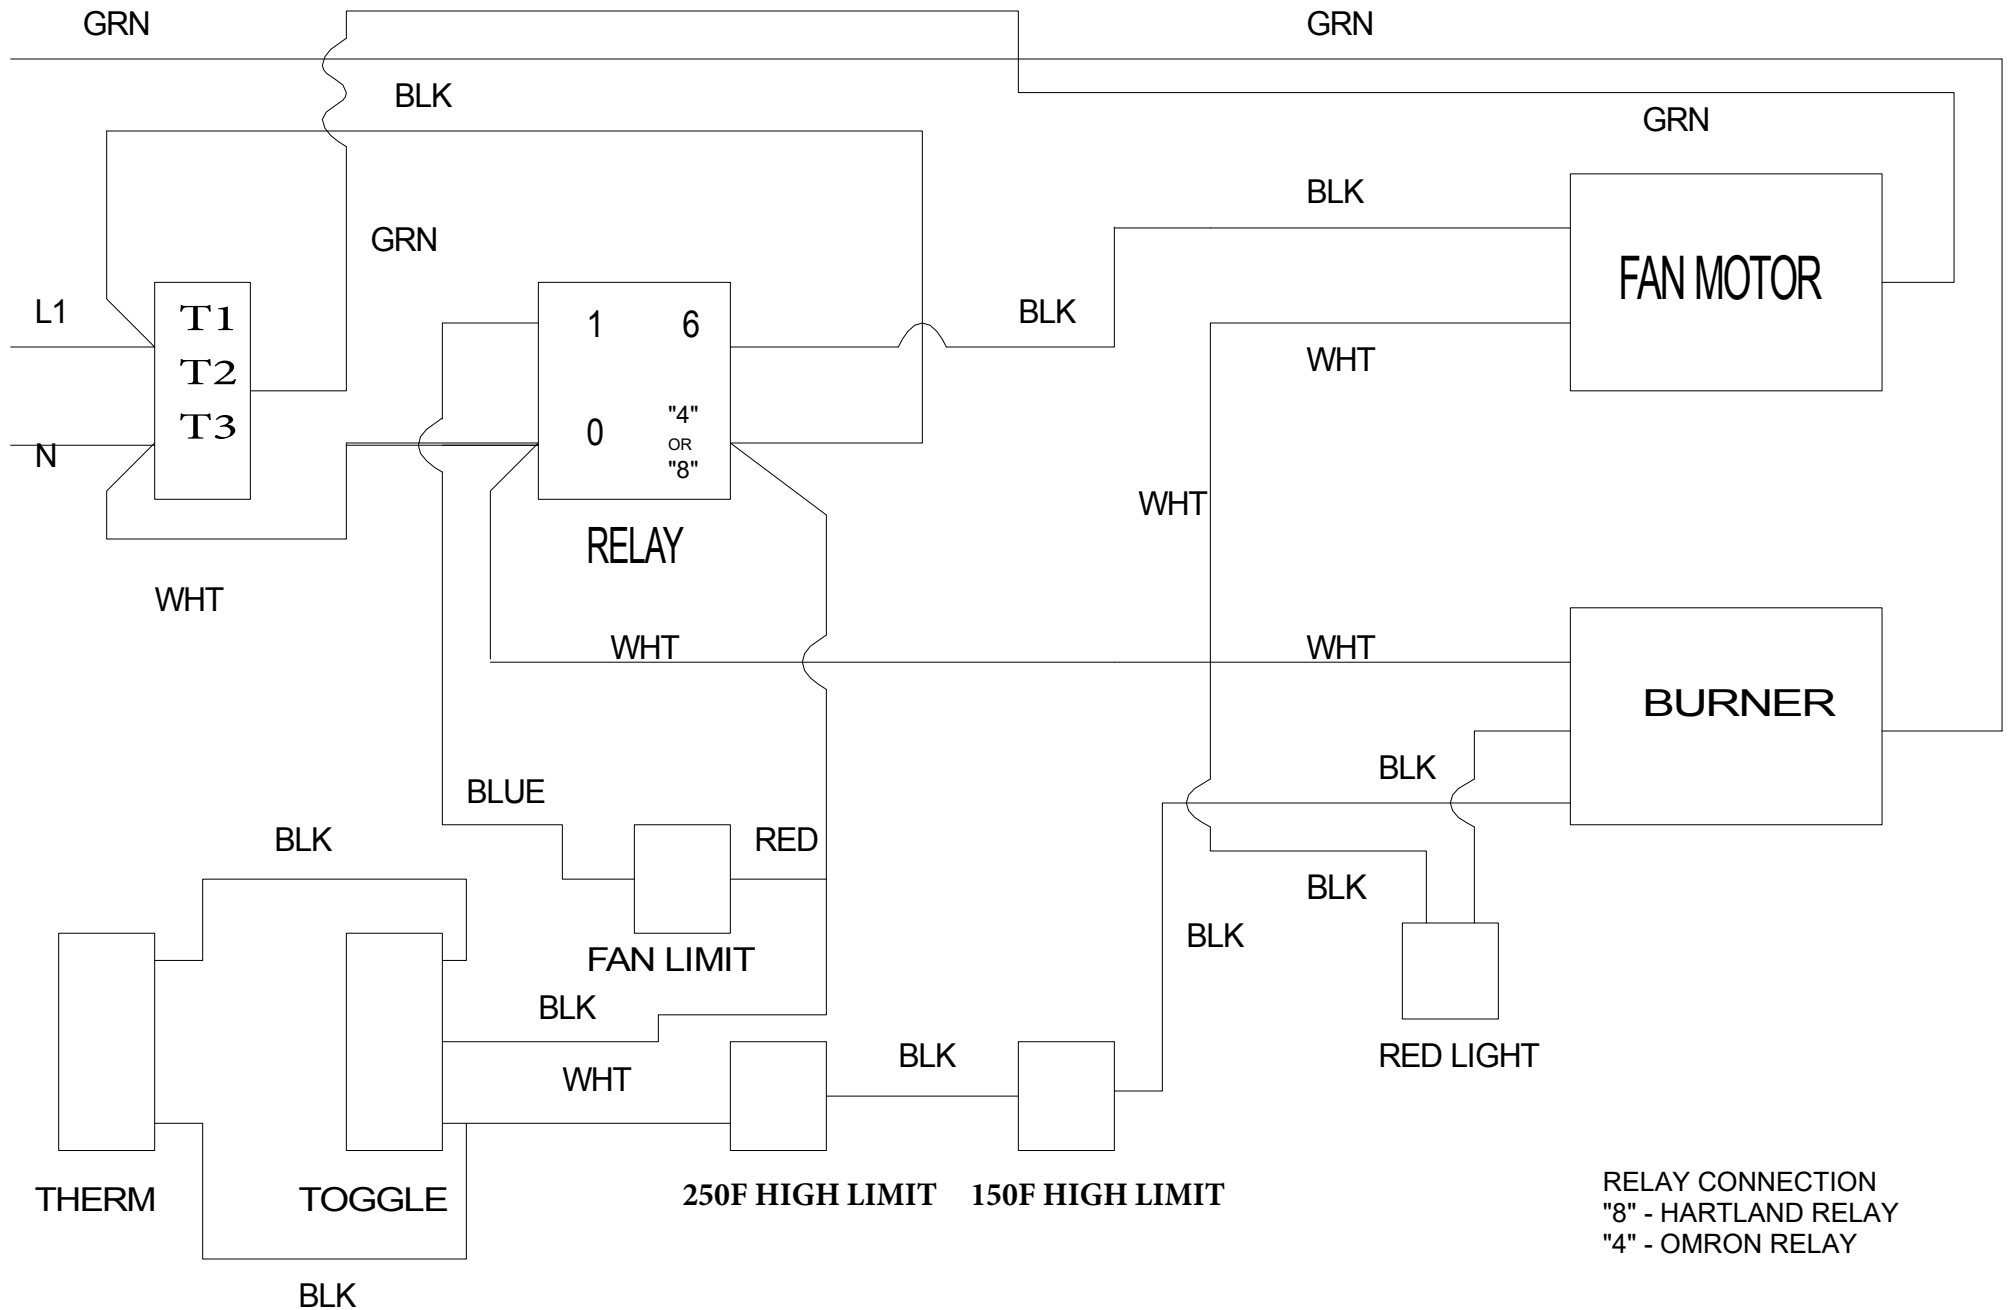 GRN
GRN
BLK
GRN
BLK
GRN
L1
T1
1
6
BLK
FAN MOTOR
T2
WHT
T3
0
"4"
OR
"8"
N
WHT
RELAY
WHT
WHT
WHT
BURNER
BLK
BLUE
BLK
RED
BLK
BLK
FAN LIMIT
BLK
BLK
RED LIGHT
WHT
THERM
TOGGLE
250F HIGH LIMIT
150F HIGH LIMIT
RELAY CONNECTION
"8" - HARTLAND RELAY
"4" - OMRON RELAY
BLK